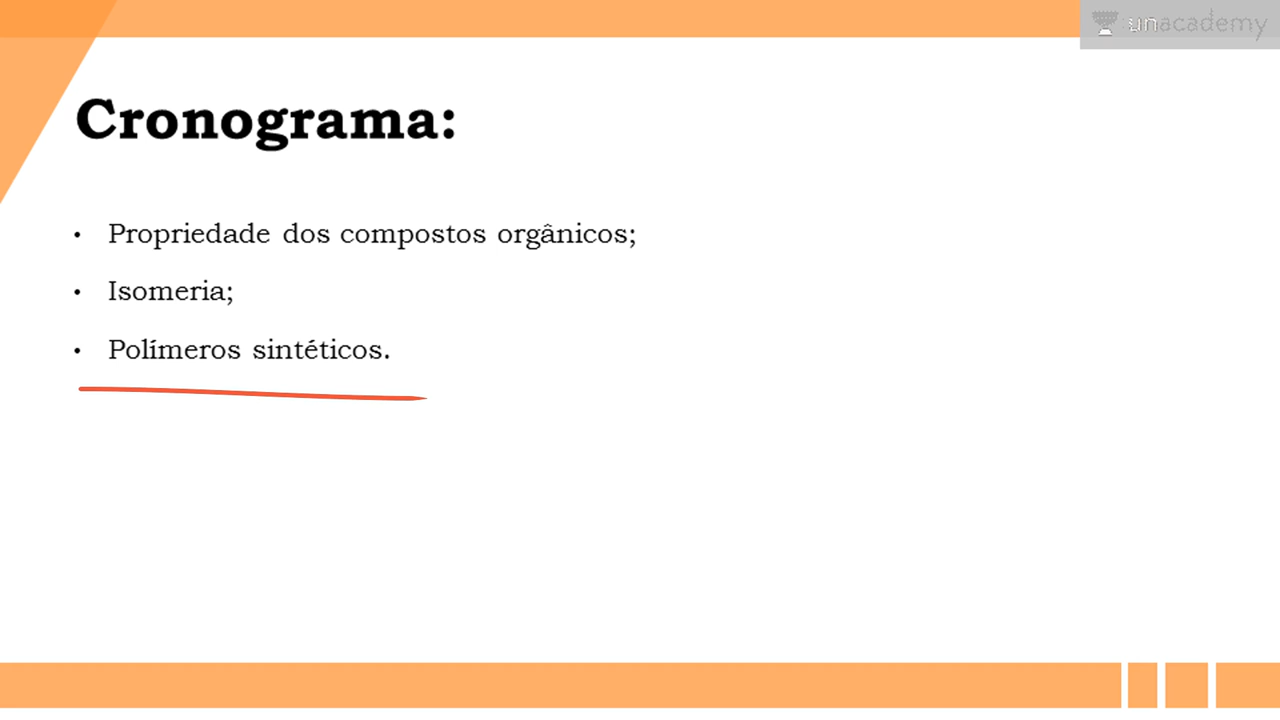 unacademy
Cronograma:
• Propriedade dos compostos orgânicos;
• Isomeria;
• Polímeros sintéticos.